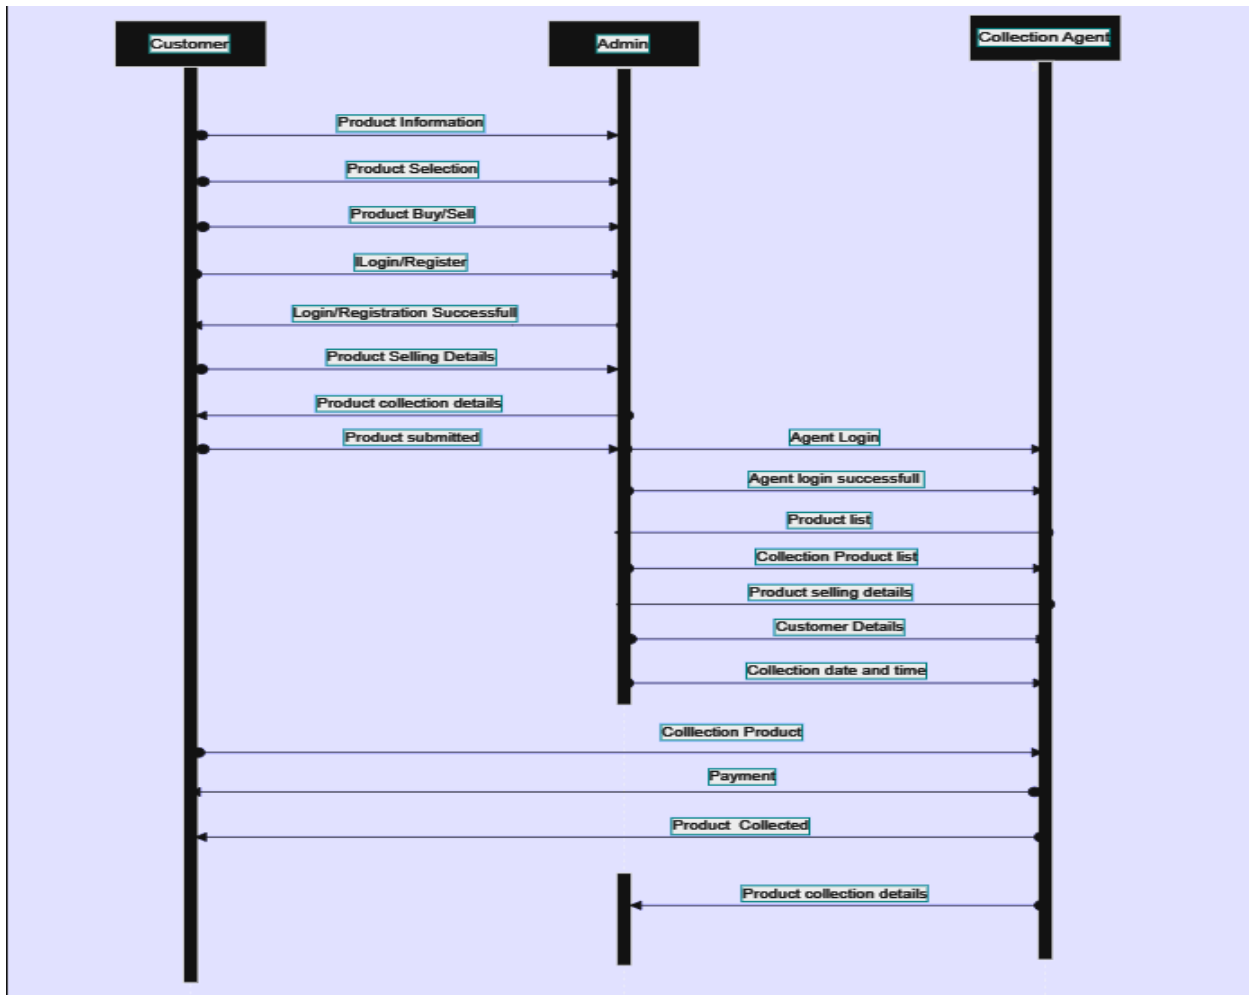 Customer
Admin
Collection Agent
Product Information
Product Selection
Product Buy/Sell
lLogin/Register
Login/Registration Successfull
Product Selling Details
Product collection details
Product submitted
Agent Login
Agent login successfull
Product list
Collection Product list
Product selling details
Customer Details
Collection date and time
Colllection Product
Payment
Product Collected
Product collection details